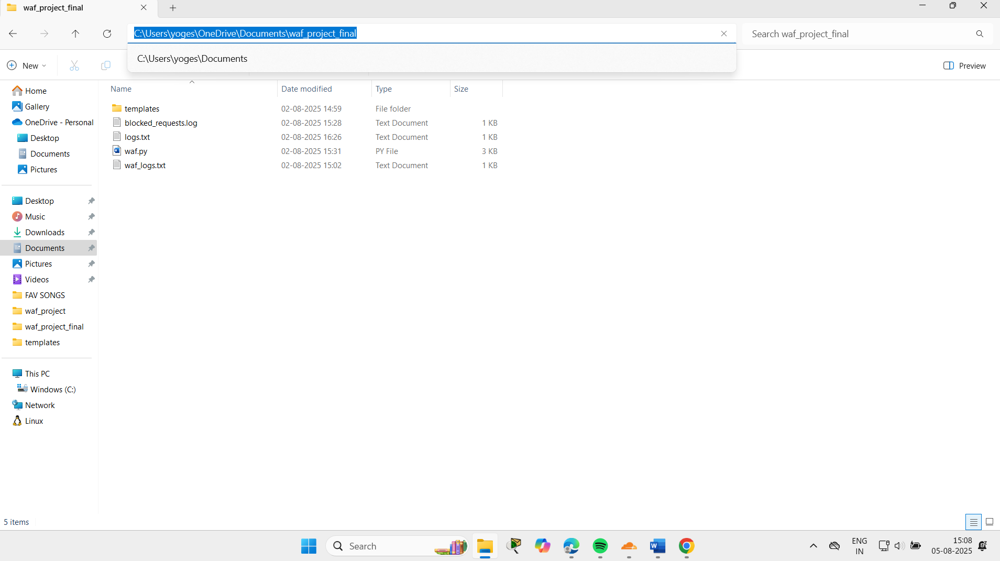 waf_project_final
C:\Users\yoges\OneDrive\Documents\waf_project_final
Search waf_project_final
C:\Users\yoges\Documents
New
Preview
Name Date modified Type Size
templates 02-08-2025 14:59 File folder
blocked_requests.log 02-08-2025 15:28 Text Document 1 KB
logs.txt 02-08-2025 16:26 Text Document 1 KB
waf.py 02-08-2025 15:31 PY File 3 KB
waf_logs.txt 02-08-2025 15:02 Text Document 1 KB
Home
Gallery
OneDrive - Personal
Desktop
Documents
Pictures
Desktop
Music
Downloads
Documents
Pictures
Videos
FAV SONGS
waf_project
waf_project_final
templates
This PC
Windows (C:)
Network
Linux
5 items
Search
W
ENG
IN
15:08
05-08-2025